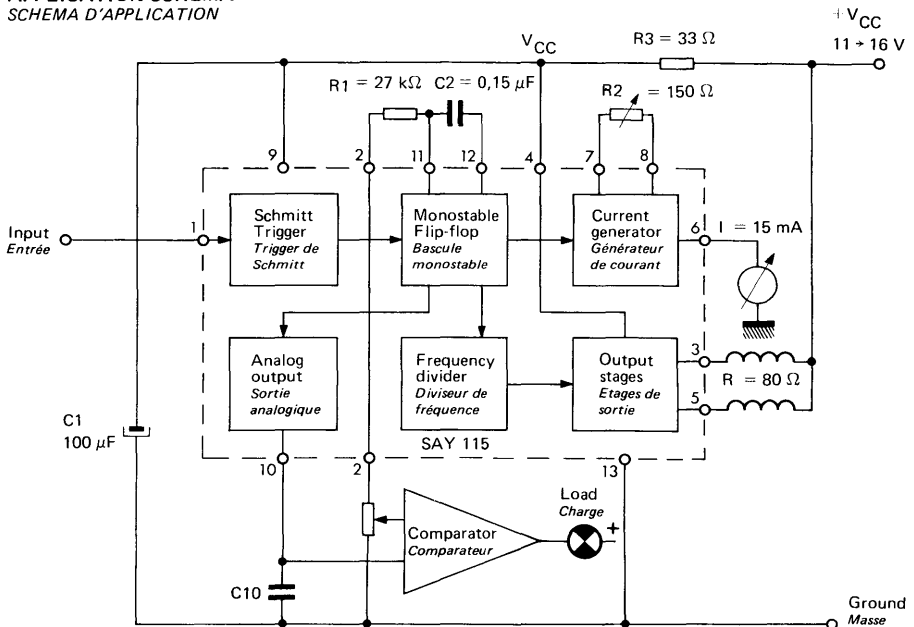 SCHEMA D'APPLICATION
+VCC
11 → 16 V
VCC
R3 = 33 Ω
R1 = 27 kΩ
C2 = 0,15 µF
R2 = 150 Ω
9
2
11
12
4
7
8
Input
Entrée
1
Schmitt
Trigger
Trigger de
Schmitt
Monostable
Flip-flop
Bascule
monostable
Current
generator
Générateur
de courant
6
I = 15 mA
Analog
output
Sortie
analogique
Frequency
divider
Diviseur de
fréquence
Output
stages
Etages de
sortie
3
R = 80 Ω
5
C1
100 µF
SAY 115
10
2
13
Comparator
Comparateur
Load
Charge
+
C10
Ground
Masse